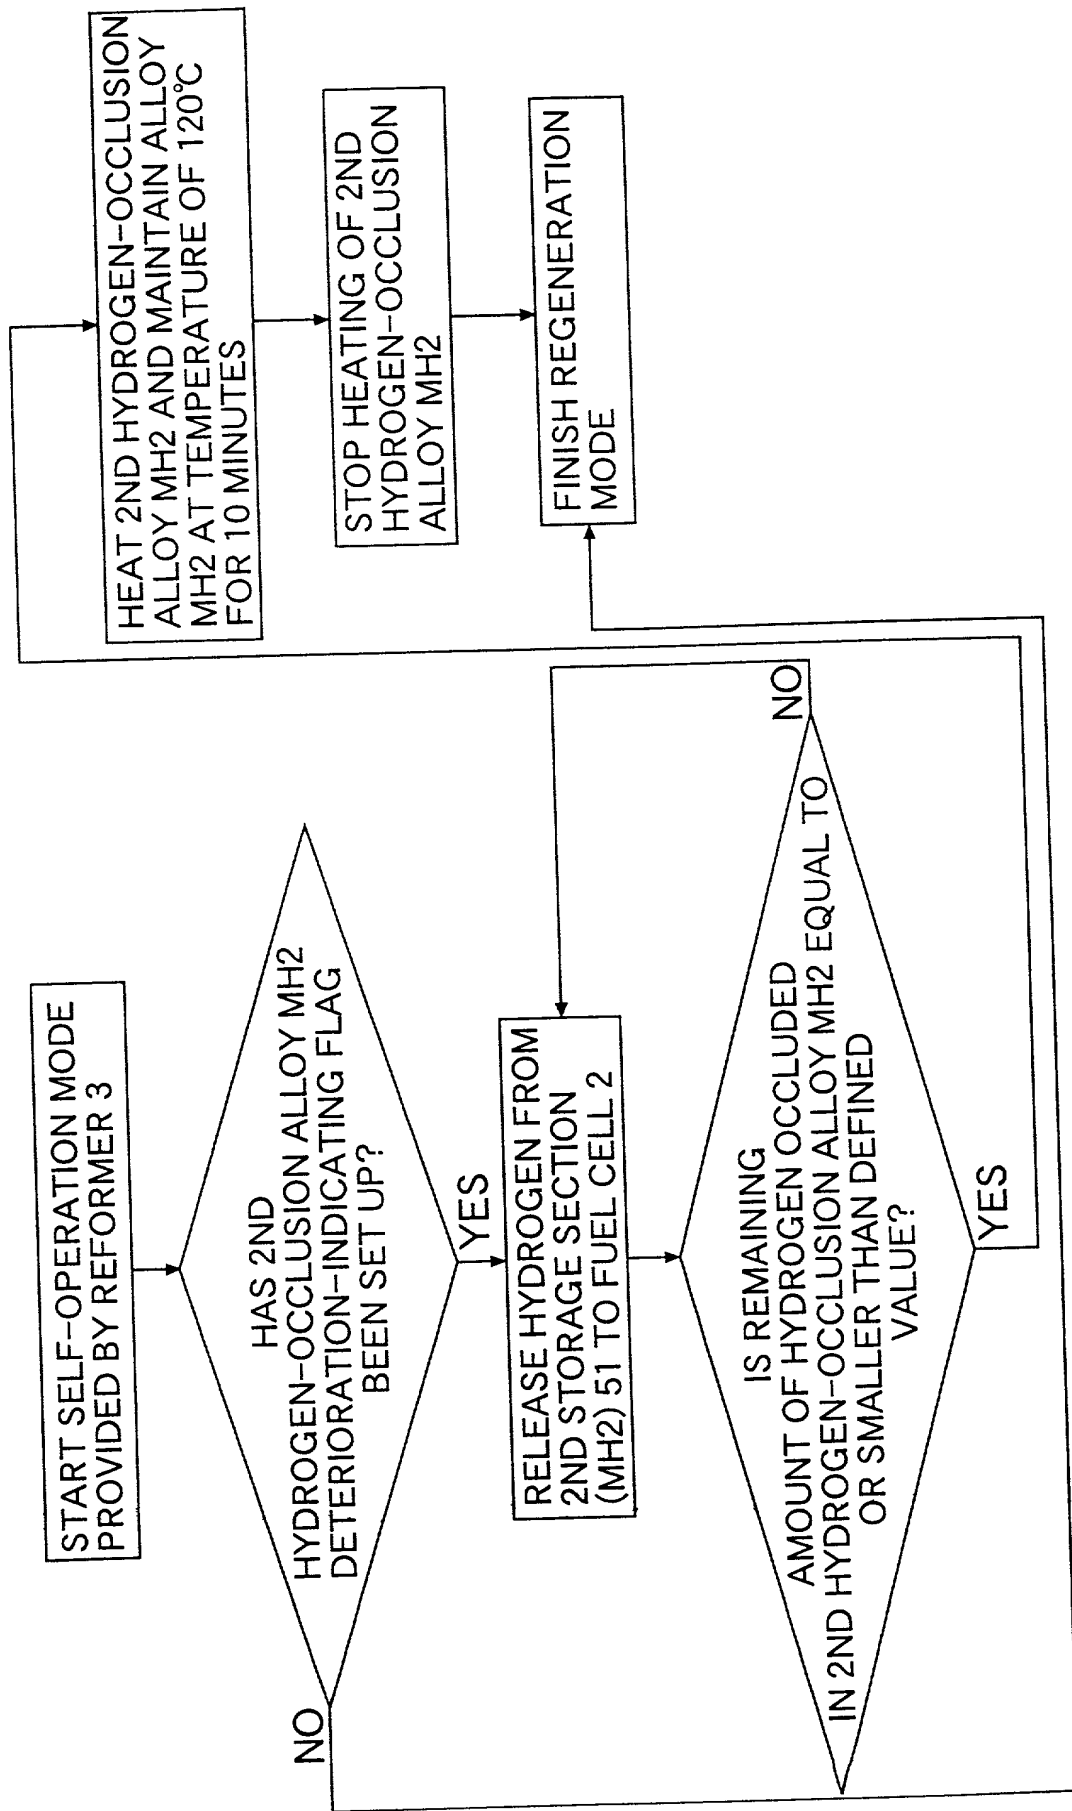 START SELF-OPERATION MODE
PROVIDED BY REFORMER 3
HAS 2ND
HYDROGEN-OCCLUSION ALLOY MH2
DETERIORATION-INDICATING FLAG
BEEN SET UP?
NO
YES
RELEASE HYDROGEN FROM
2ND STORAGE SECTION
(MH2) 51 TO FUEL CELL 2
IS REMAINING
AMOUNT OF HYDROGEN OCCLUDED
IN 2ND HYDROGEN-OCCLUSION ALLOY MH2 EQUAL TO
OR SMALLER THAN DEFINED
VALUE?
NO
YES
HEAT 2ND HYDROGEN-OCCLUSION
ALLOY MH2 AND MAINTAIN ALLOY
MH2 AT TEMPERATURE OF 120°C
FOR 10 MINUTES
STOP HEATING OF 2ND
HYDROGEN-OCCLUSION
ALLOY MH2
FINISH REGENERATION
MODE